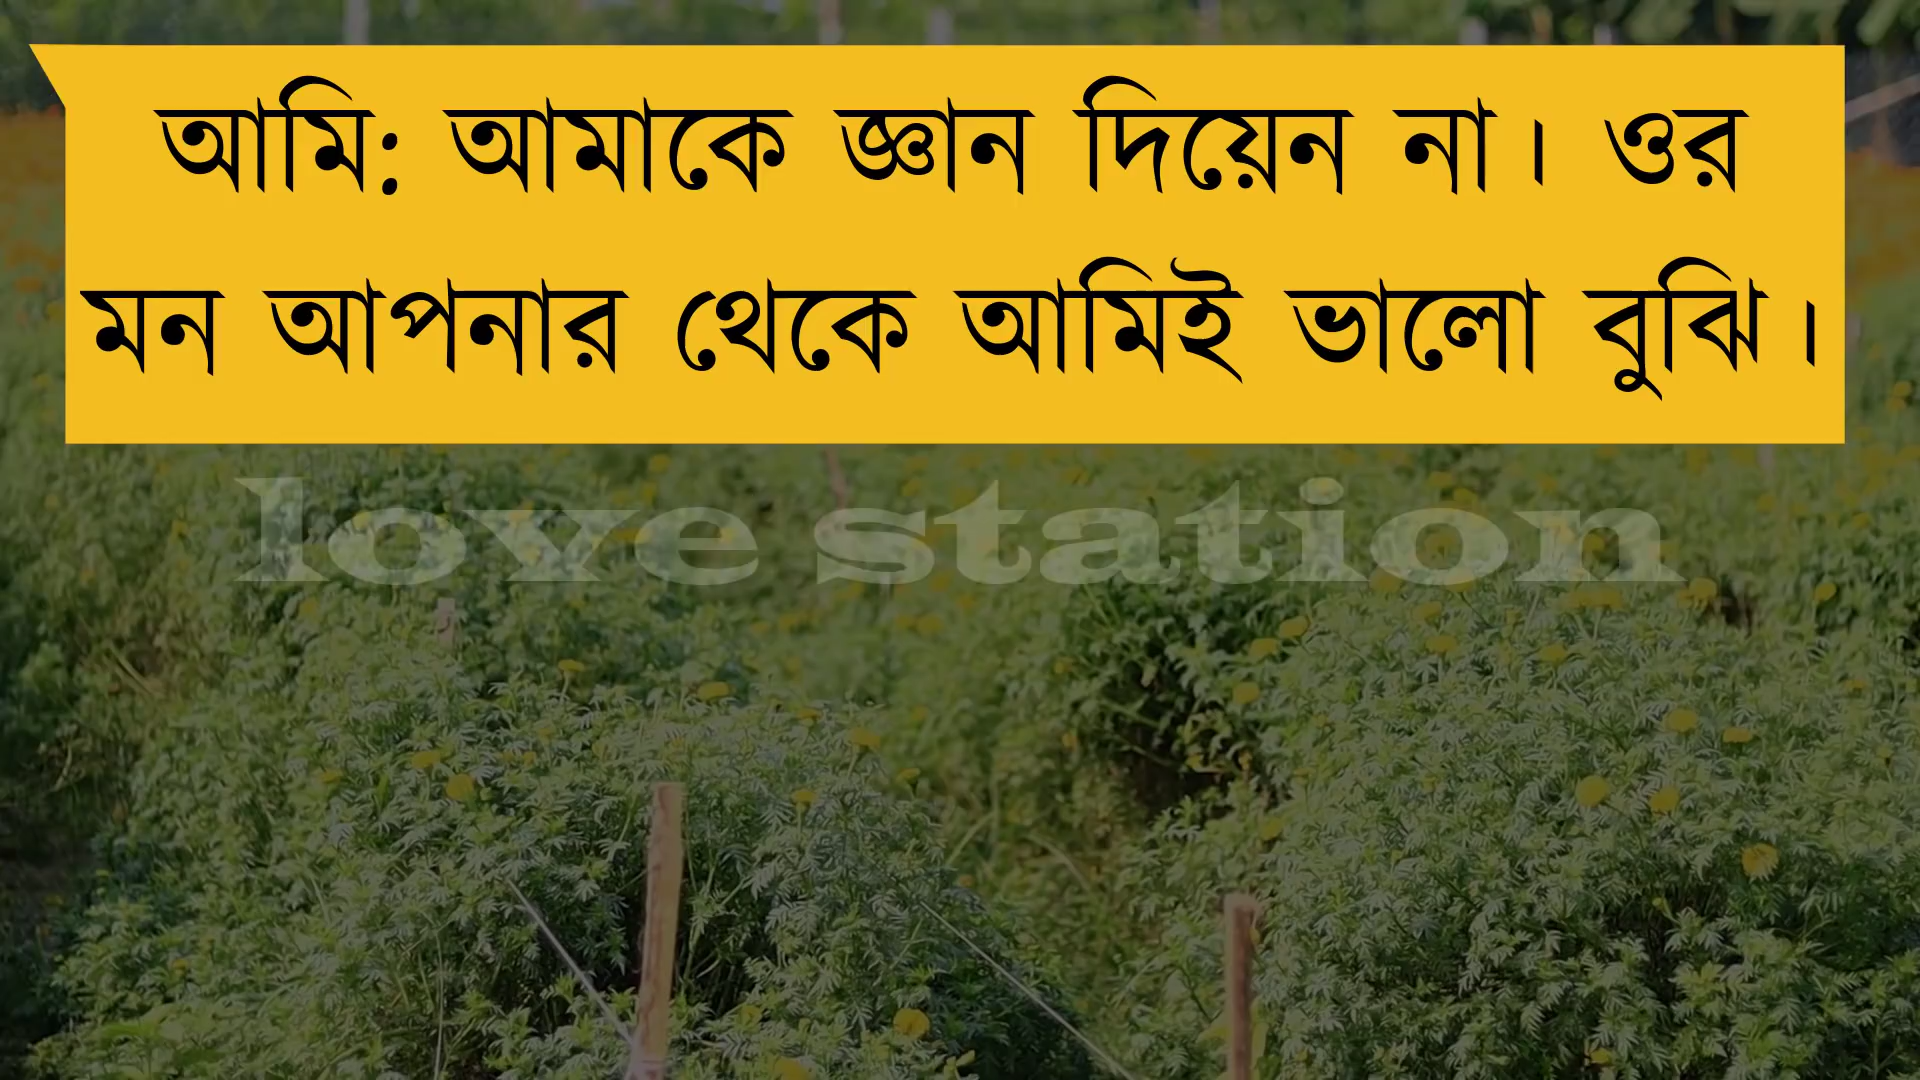 আমি: আমাকে জ্ঞান দিয়েন না। ওর
মন আপনার থেকে আমিই ভালো বুঝি।
love station